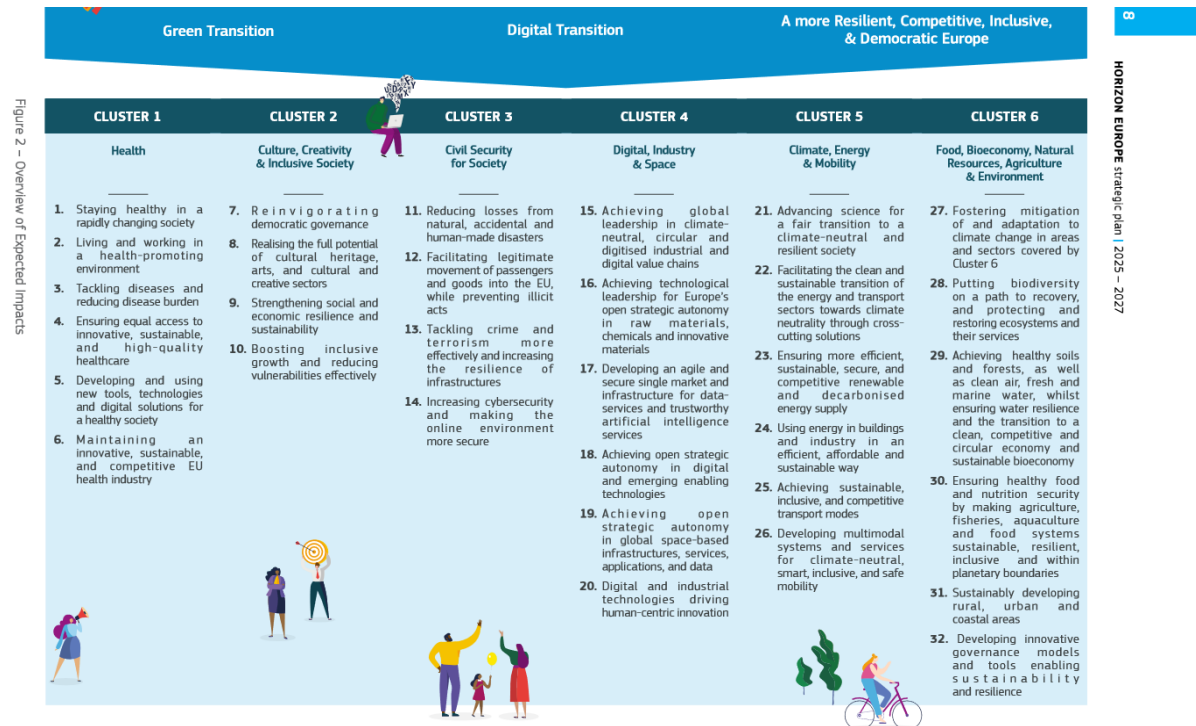 Green Transition
Digital Transition
A more Resilient, Competitive, Inclusive,
& Democratic Europe
8
HORIZON EUROPE strategic plan | 2025 – 2027
Figure 2 – Overview of Expected Impacts
CLUSTER 1
Health
1. Staying healthy in a
rapidly changing society
2. Living and working in
a health-promoting
environment
3. Tackling diseases and
reducing disease burden
4. Ensuring equal access to
innovative, sustainable,
and high-quality
healthcare
5. Developing and using
new tools, technologies
and digital solutions for
a healthy society
6. Maintaining an
innovative, sustainable,
and competitive EU
health industry
CLUSTER 2
Culture, Creativity
& Inclusive Society
7. Reinvigorating
democratic governance
8. Realising the full potential
of cultural heritage,
arts, and cultural and
creative sectors
9. Strengthening social and
economic resilience and
sustainability
10. Boosting inclusive
growth and reducing
vulnerabilities effectively
CLUSTER 3
Civil Security
for Society
11. Reducing losses from
natural, accidental and
human-made disasters
12. Facilitating legitimate
movement of passengers
and goods into the EU,
while preventing illicit
acts
13. Tackling crime and
terrorism more
effectively and increasing
the resilience of
infrastructures
14. Increasing cybersecurity
and making the
online environment
more secure
CLUSTER 4
Digital, Industry
& Space
15. Achieving global
leadership in climate-
neutral, circular and
digitised industrial and
digital value chains
16. Achieving technological
leadership for Europe's
open strategic autonomy
in raw materials,
chemicals and innovative
materials
17. Developing an agile and
secure single market and
infrastructure for data-
services and trustworthy
artificial intelligence
services
18. Achieving open strategic
autonomy in digital
and emerging enabling
technologies
19. Achieving open
strategic autonomy
in global space-based
infrastructures, services,
applications, and data
20. Digital and industrial
technologies driving
human-centric innovation
CLUSTER 5
Climate, Energy
& Mobility
21. Advancing science for
a fair transition to a
climate-neutral and
resilient society
22. Facilitating the clean and
sustainable transition of
the energy and transport
sectors towards climate
neutrality through cross-
cutting solutions
23. Ensuring more efficient,
sustainable, secure, and
competitive renewable
and decarbonised
energy supply
24. Using energy in buildings
and industry in an
efficient, affordable and
sustainable way
25. Achieving sustainable,
inclusive, and competitive
transport modes
26. Developing multimodal
systems and services
for climate-neutral,
smart, inclusive, and safe
mobility
CLUSTER 6
Food, Bioeconomy, Natural
Resources, Agriculture
& Environment
27. Fostering mitigation
of and adaptation to
climate change in areas
and sectors covered by
Cluster 6
28. Putting biodiversity
on a path to recovery,
and protecting and
restoring ecosystems and
their services
29. Achieving healthy soils
and forests, as well
as clean air, fresh and
marine water, whilst
ensuring water resilience
and the transition to a
clean, competitive and
circular economy and
sustainable bioeconomy
30. Ensuring healthy food
and nutrition security
by making agriculture,
fisheries, aquaculture
and food systems
sustainable, resilient,
inclusive and within
planetary boundaries
31. Sustainably developing
rural, urban and
coastal areas
32. Developing innovative
governance models
and tools enabling
sustainability
and resilience